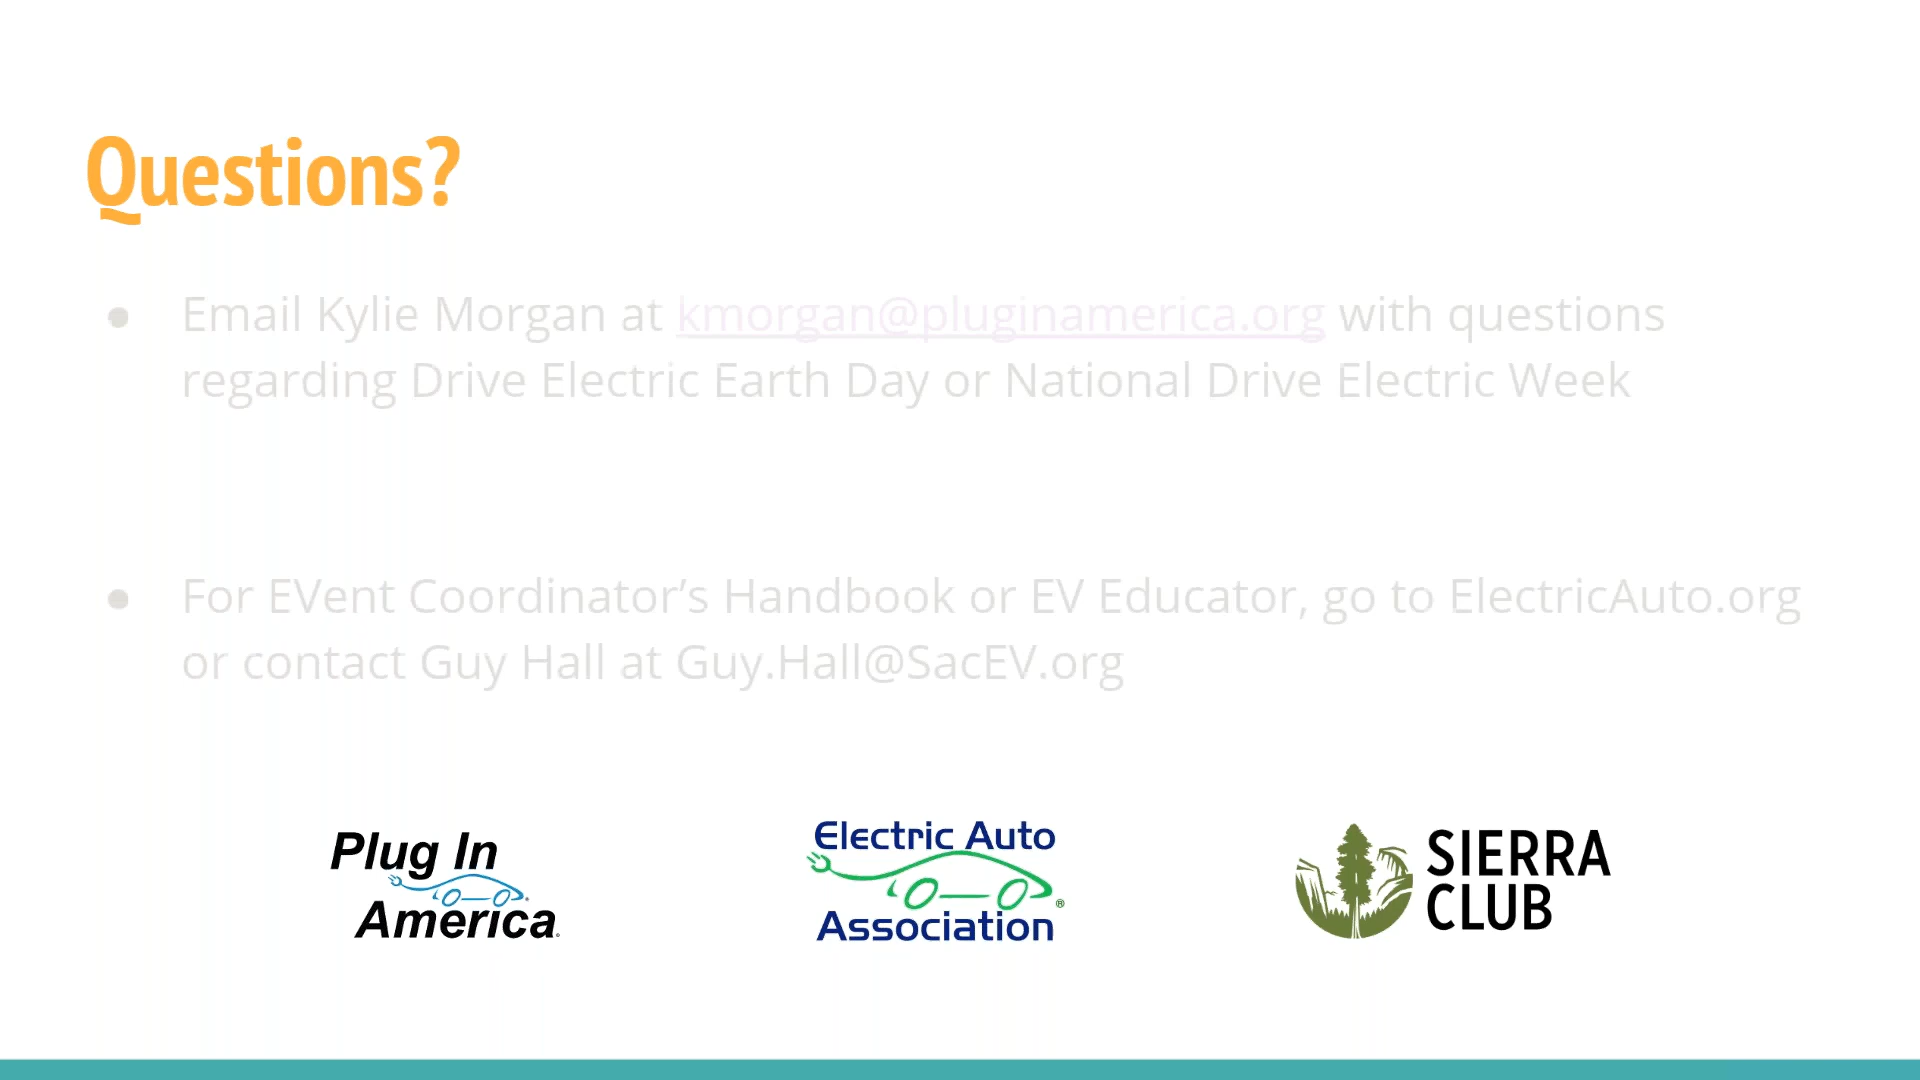 Questions?
● Email Kylie Morgan at kmorgan@pluginamerica.org with questions
regarding Drive Electric Earth Day or National Drive Electric Week
● For EVent Coordinator’s Handbook or EV Educator, go to ElectricAuto.org
or contact Guy Hall at Guy.Hall@SacEV.org
Plug In
America
Electric Auto
Association®
SIERRA
CLUB